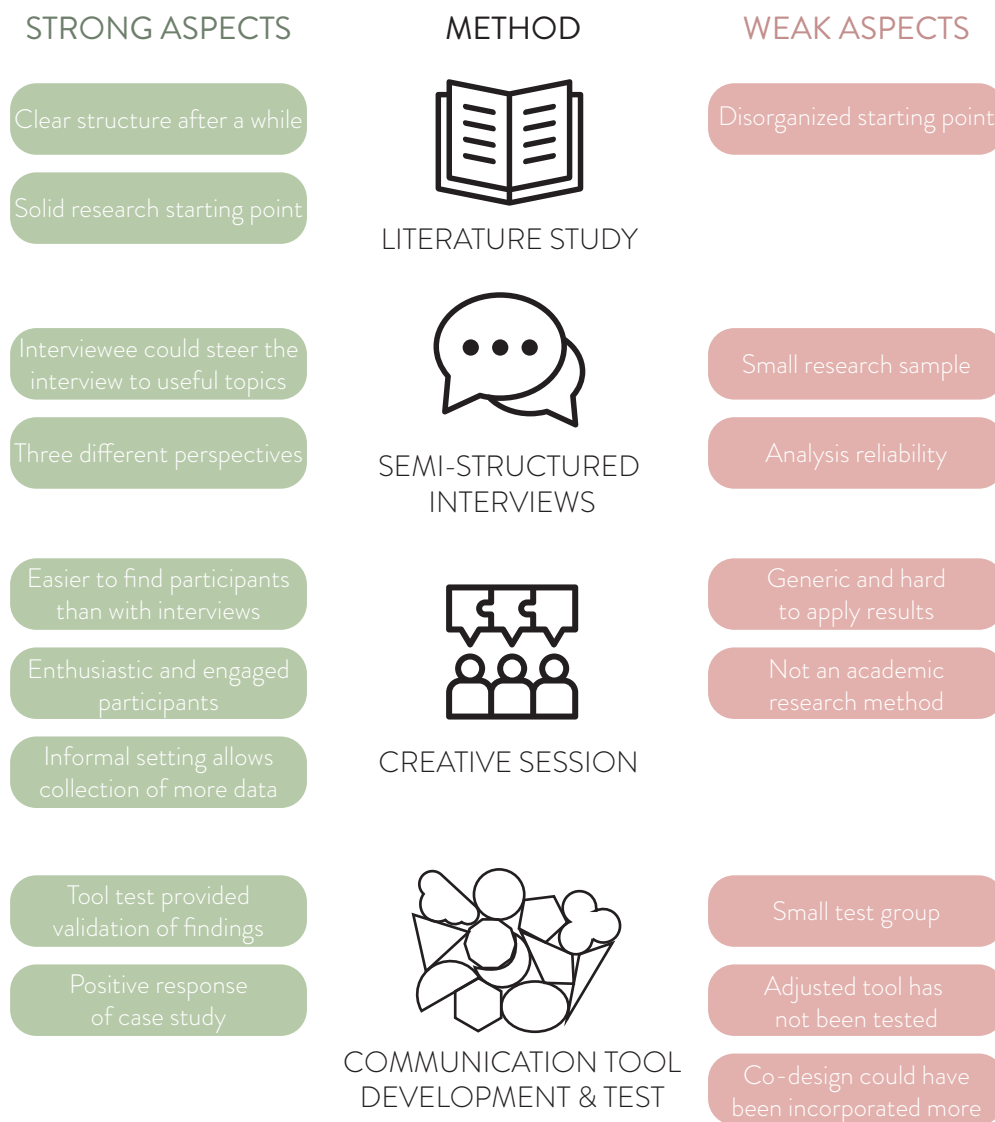 STRONG ASPECTS
METHOD
WEAK ASPECTS
Clear structure after a while
Solid research starting point
LITERATURE STUDY
Disorganized starting point
Interviewee could steer the
interview to useful topics
Three different perspectives
SEMI-STRUCTURED
INTERVIEWS
Small research sample
Analysis reliability
Easier to find participants
than with interviews
Enthusiastic and engaged
participants
Informal setting allows
collection of more data
CREATIVE SESSION
Generic and hard
to apply results
Not an academic
research method
Tool test provided
validation of findings
Positive response
of case study
COMMUNICATION TOOL
DEVELOPMENT & TEST
Small test group
Adjusted tool has
not been tested
Co-design could have
been incorporated more